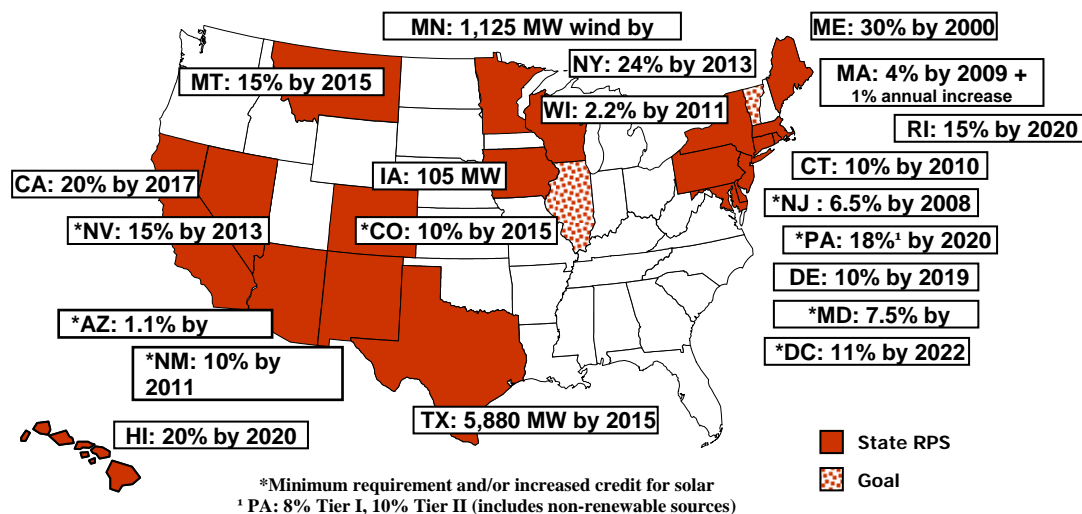 MN: 1,125 MW wind by
ME: 30% by 2000
NY: 24% by 2013
MT: 15% by 2015
MA: 4% by 2009 +
1% annual increase
WI: 2.2% by 2011
RI: 15% by 2020
CT: 10% by 2010
IA: 105 MW
CA: 20% by 2017
*NJ : 6.5% by 2008
*NV: 15% by 2013
*CO: 10% by 2015
*PA: 18%¹ by 2020
DE: 10% by 2019
*MD: 7.5% by
*AZ: 1.1% by
*DC: 11% by 2022
*NM: 10% by
2011
TX: 5,880 MW by 2015
HI: 20% by 2020
State RPS
Goal
*Minimum requirement and/or increased credit for solar
¹ PA: 8% Tier I, 10% Tier II (includes non-renewable sources)